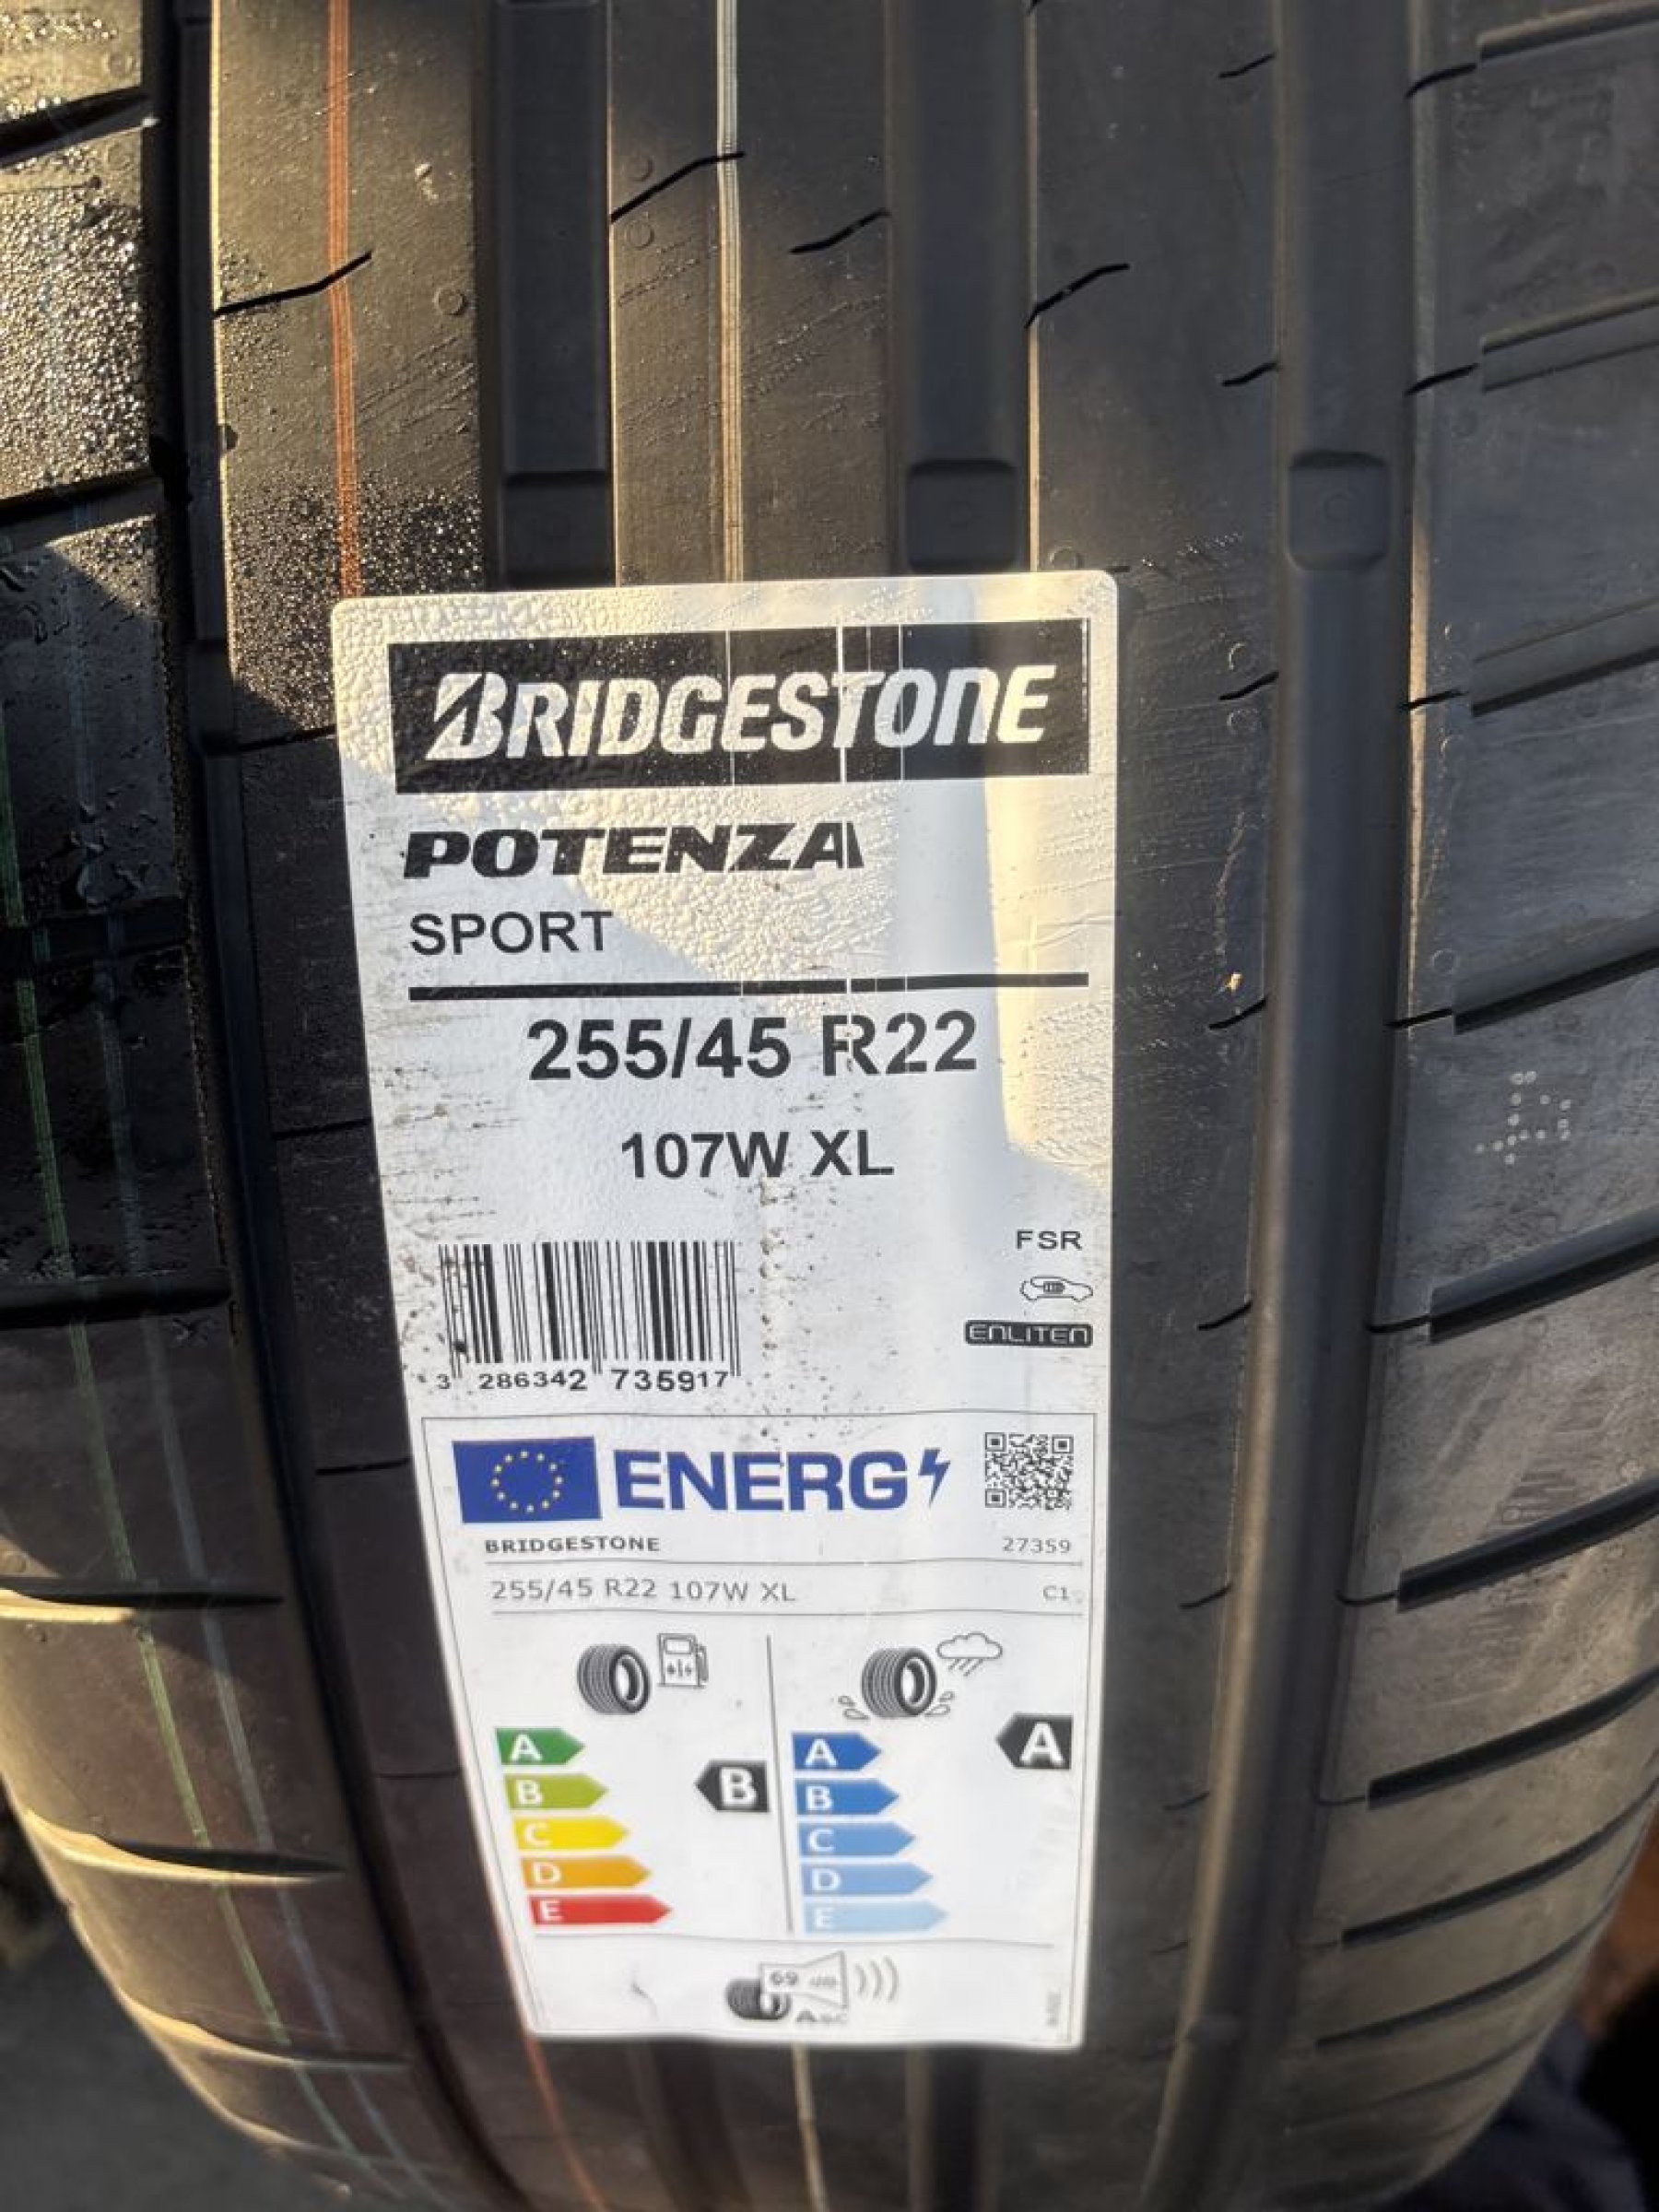 BRIDGESTONE
POTENZA
SPORT
255/45 R22
107W XL
FSR
ENLITEN
3 286342 735917
ENERG
BRIDGESTONE 27359
255/45 R22 107W XL C1
A A A
B B B
C C
D D
E E
69
ABC